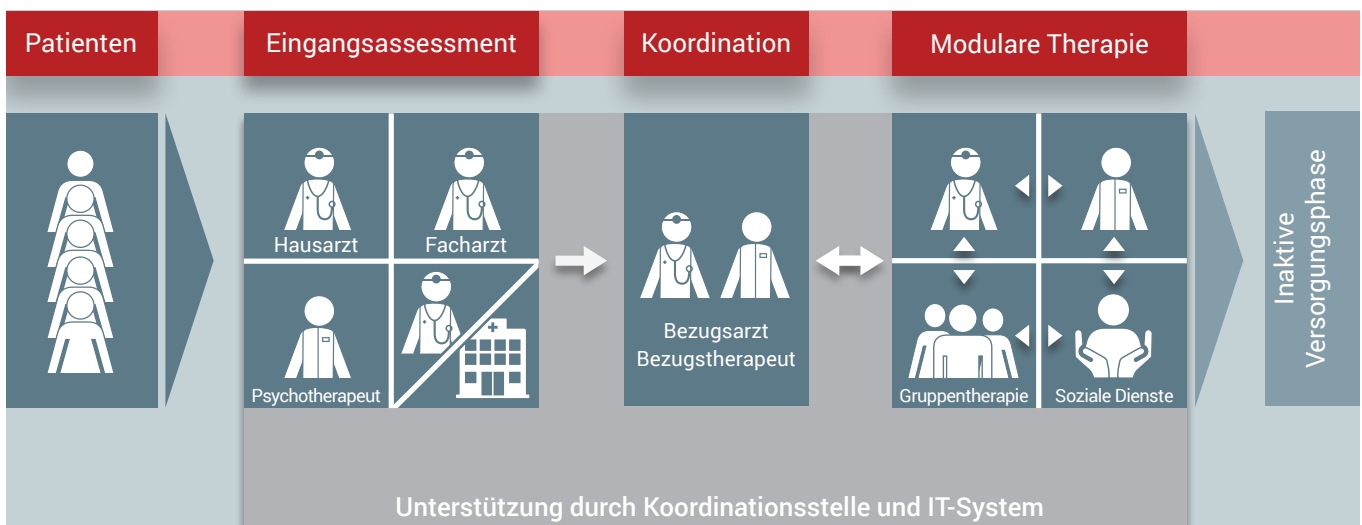 Patienten
Eingangsassessment
Koordination
Modulare Therapie
Hausarzt
Facharzt
Psychotherapeut
Bezugsarzt
Bezugstherapeut
Gruppentherapie
Soziale Dienste
Inaktive
Versorgungsphase
Unterstützung durch Koordinationsstelle und IT-System